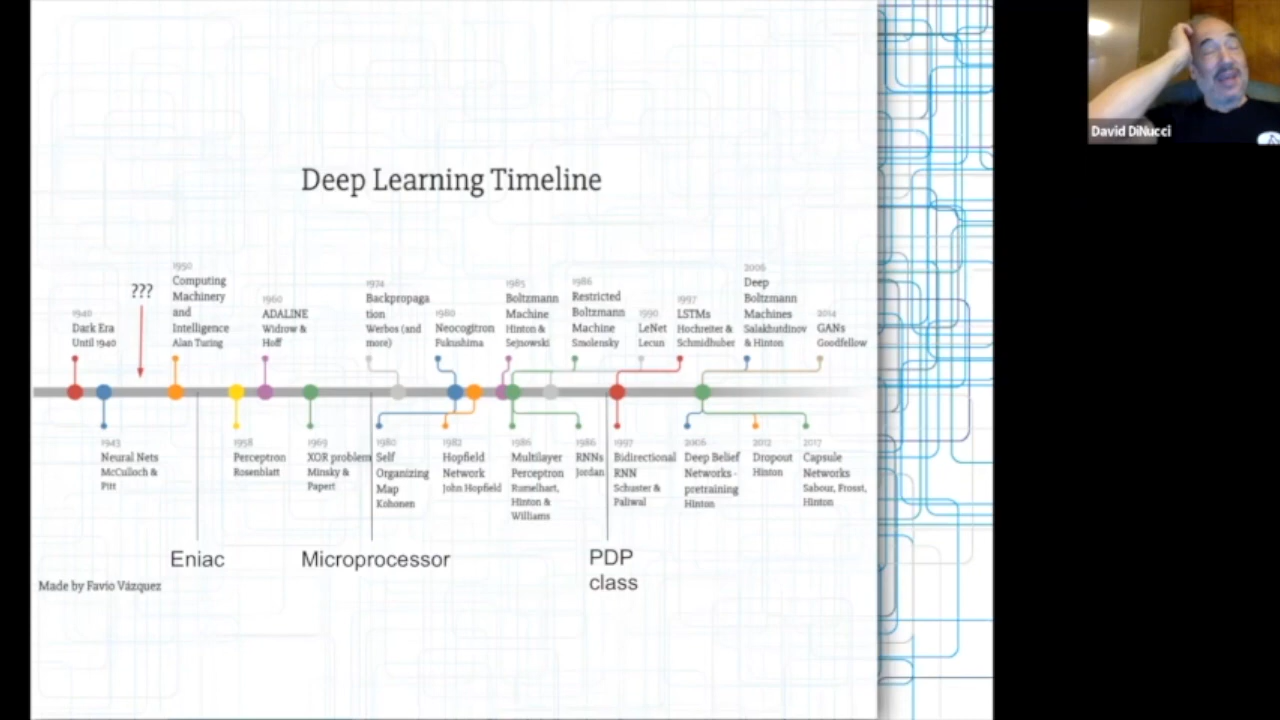 David DiNucci
Deep Learning Timeline
???
1940
Dark Era
Until 1940
1950
Computing
Machinery
and
Intelligence
Alan Turing
1960
ADALINE
Widrow &
Hoff
1974
Backpropaga
tion
Werbos (and
more)
1980
Neocogitron
Fukushima
1985
Boltzmann
Machine
Hinton &
Sejnowski
1986
Restricted
Boltzmann
Machine
Smolensky
1990
LeNet
Lecun
1997
LSTMs
Hochreiter &
Schmidhuber
2006
Deep
Boltzmann
Machines
Salakhutdinov
& Hinton
2014
GANs
Goodfellow
1943
Neural Nets
McCulloch &
Pitt
1958
Perceptron
Rosenblatt
1969
XOR problem
Minsky &
Papert
1980
Self
Organizing
Map
Kohonen
1982
Hopfield
Network
John Hopfield
1986
Multilayer
Perceptron
Rumelhart,
Hinton &
Williams
1986
RNNs
Jordan
1997
Bidirectional
RNN
Schuster &
Paliwal
2006
Deep Belief
Networks -
pretraining
Hinton
2012
Dropout
Hinton
2017
Capsule
Networks
Sabour, Frosst,
Hinton
Eniac
Microprocessor
PDP
class
Made by Favio Vázquez